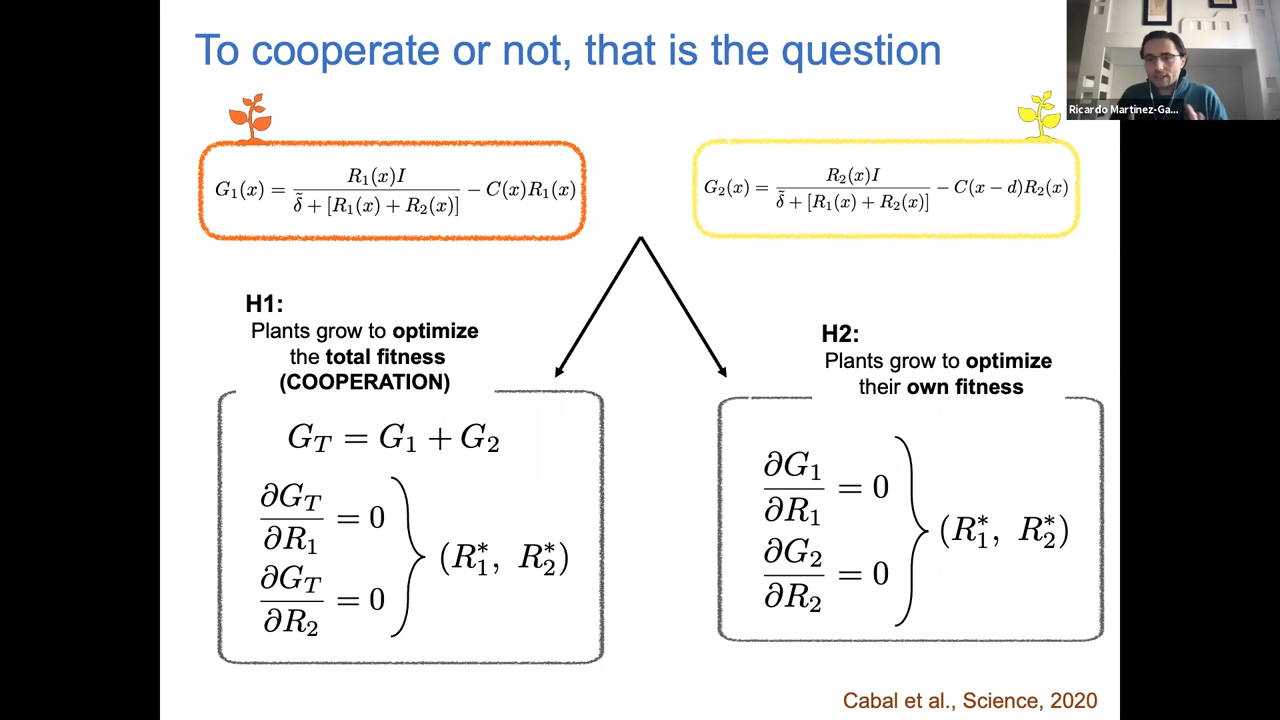 To cooperate or not, that is the question
Ricardo Martinez-Ga...
G₁(x) = R₁(x)I / (δ̃ + [R₁(x) + R₂(x)]) − C(x)R₁(x)
G₂(x) = R₂(x)I / (δ̃ + [R₁(x) + R₂(x)]) − C(x − d)R₂(x)
H1:
Plants grow to optimize
the total fitness
(COOPERATION)
G_T = G₁ + G₂
∂G_T/∂R₁ = 0
∂G_T/∂R₂ = 0
(R₁*, R₂*)
H2:
Plants grow to optimize
their own fitness
∂G₁/∂R₁ = 0
∂G₂/∂R₂ = 0
(R₁*, R₂*)
Cabal et al., Science, 2020